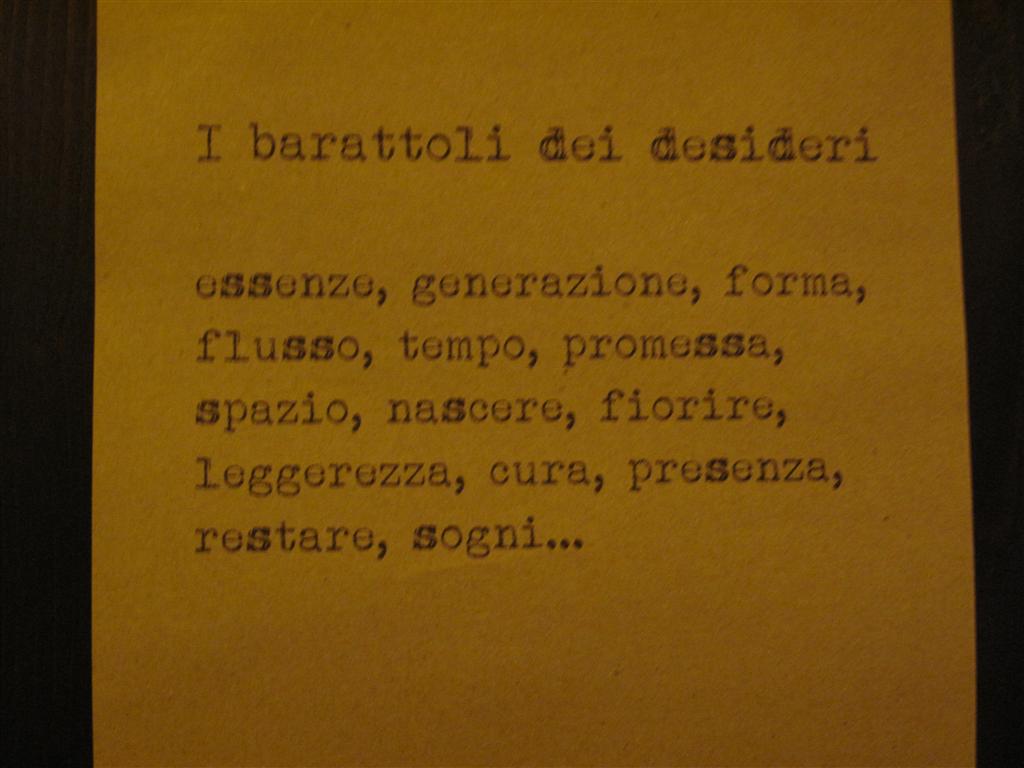 I barattoli dei desideri
essenze, generazione, forma,
flusso, tempo, promessa,
spazio, nascere, fiorire,
leggerezza, cura, presenza,
restare, sogni...